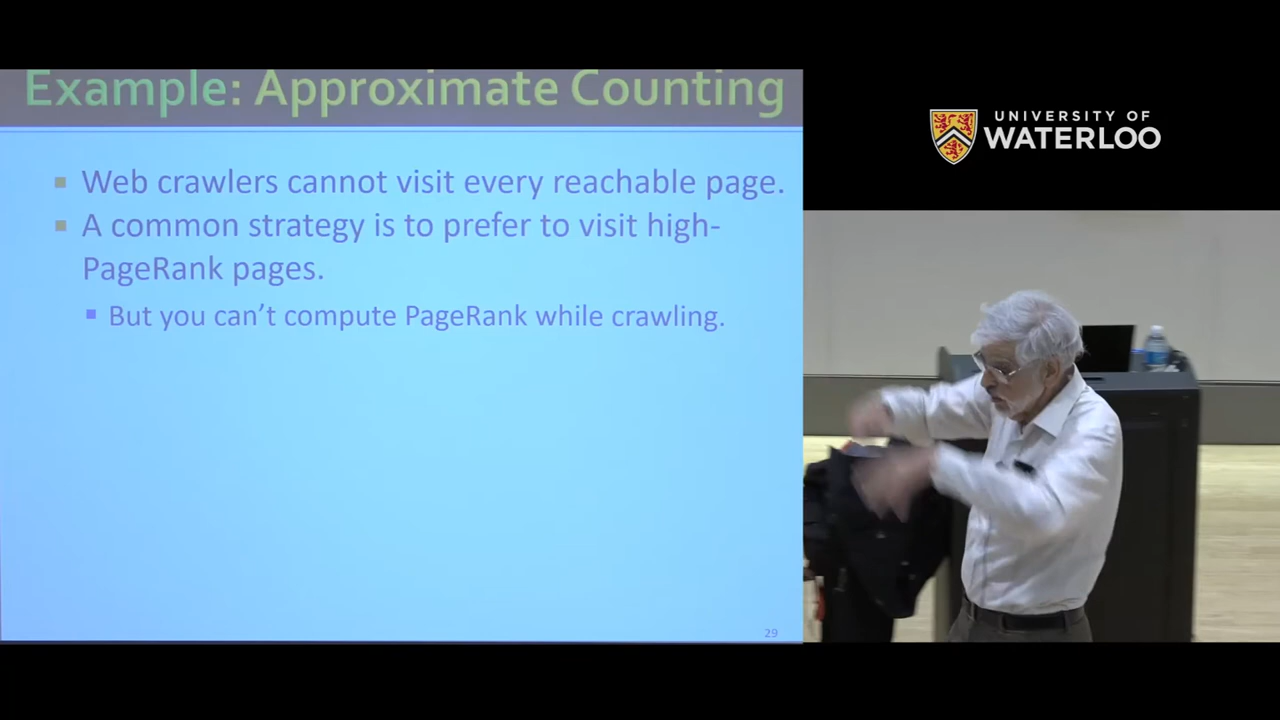 Example: Approximate Counting
Web crawlers cannot visit every reachable page.
A common strategy is to prefer to visit high-
PageRank pages.
But you can't compute PageRank while crawling.
29
UNIVERSITY OF
WATERLOO